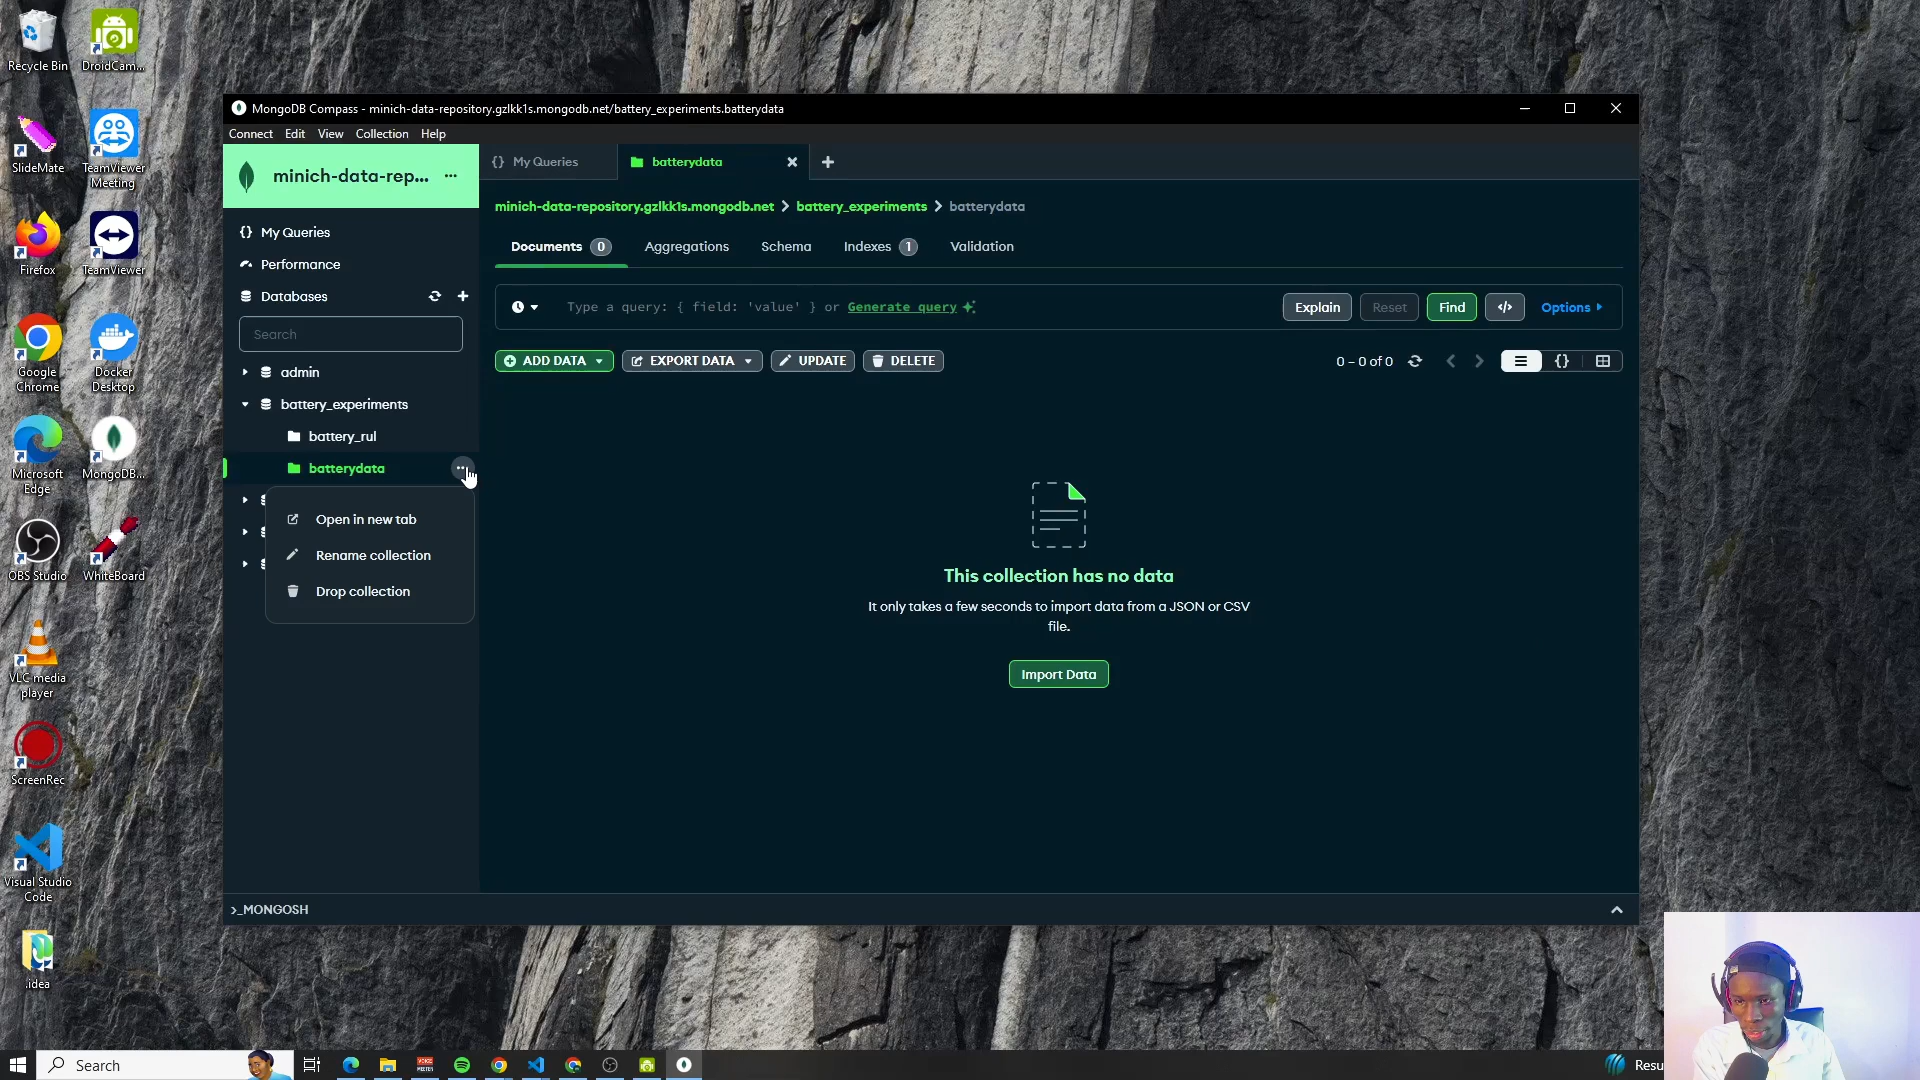 Recycle Bin
DroidCam...
SlideMate
TeamViewer
Meeting
Firefox
TeamViewer
Google
Chrome
Docker
Desktop
Microsoft
Edge
MongoDB...
OBS Studio
WhiteBoard
VLC media
player
ScreenRec
Visual Studio
Code
.idea
MongoDB Compass - minich-data-repository.gzlkk1s.mongodb.net/battery_experiments.batterydata
Connect Edit View Collection Help
minich-data-rep... ...
{} My Queries
Performance
Databases
Search
admin
battery_experiments
battery_rul
batterydata
Open in new tab
Rename collection
Drop collection
{} My Queries
batterydata
minich-data-repository.gzlkk1s.mongodb.net > battery_experiments > batterydata
Documents 0 Aggregations Schema Indexes 1 Validation
Type a query: { field: 'value' } or Generate query
Explain Reset Find </> Options
ADD DATA EXPORT DATA UPDATE DELETE
0 – 0 of 0
{}
This collection has no data
It only takes a few seconds to import data from a JSON or CSV
file.
Import Data
>_MONGOSH
Search